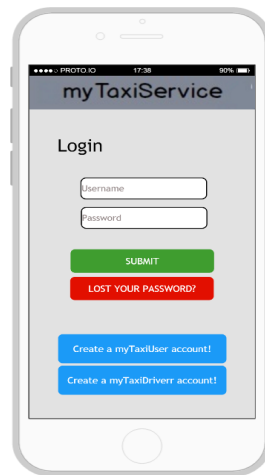 PROTO.IO 17:38 90%
myTaxiService
Login
Username
Password
SUBMIT
LOST YOUR PASSWORD?
Create a myTaxiUser account!
Create a myTaxiDriverr account!